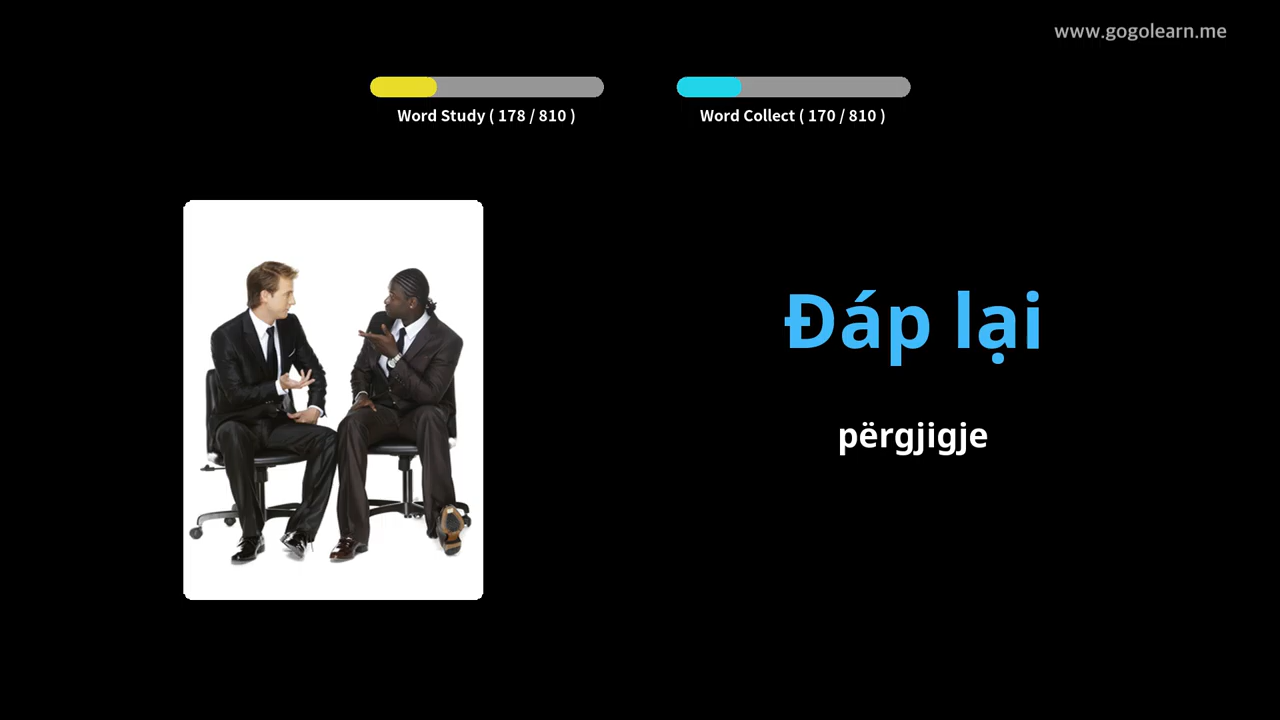 www.gogolearn.me
Word Study ( 178 / 810 )
Word Collect ( 170 / 810 )
Đáp lại
përgjigje